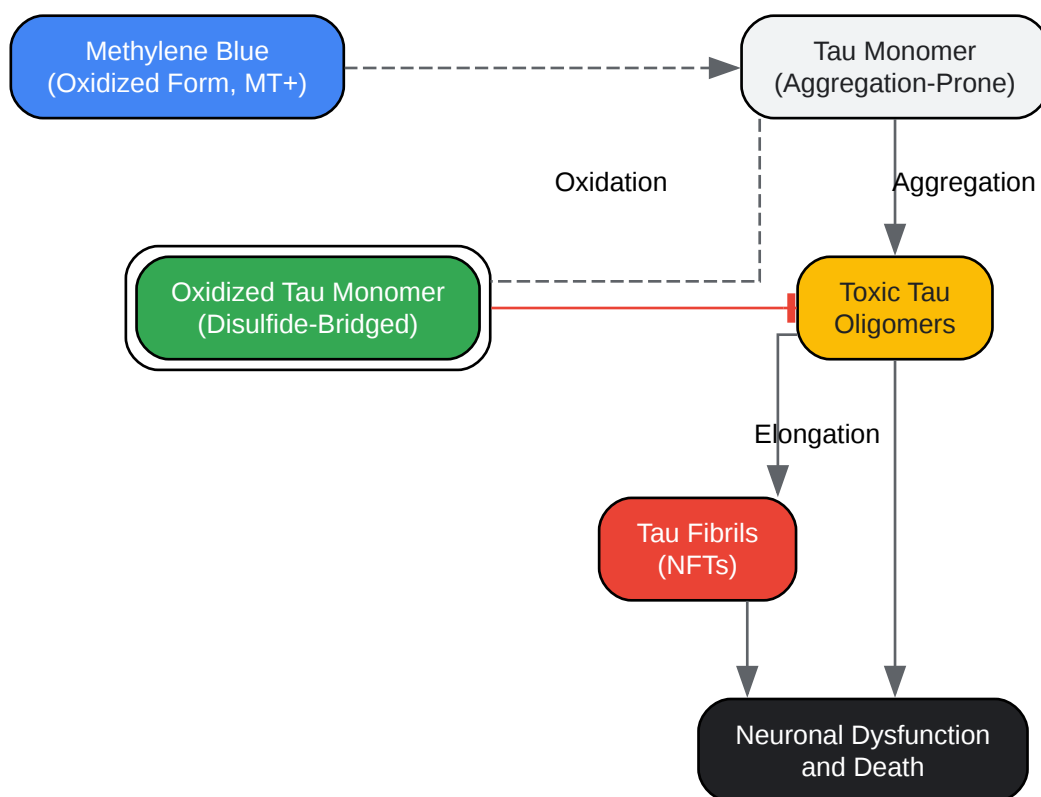 Methylene Blue
(Oxidized Form, MT+)
Tau Monomer
(Aggregation-Prone)
Oxidation
Aggregation
Oxidized Tau Monomer
(Disulfide-Bridged)
Toxic Tau
Oligomers
Elongation
Tau Fibrils
(NFTs)
Neuronal Dysfunction
and Death